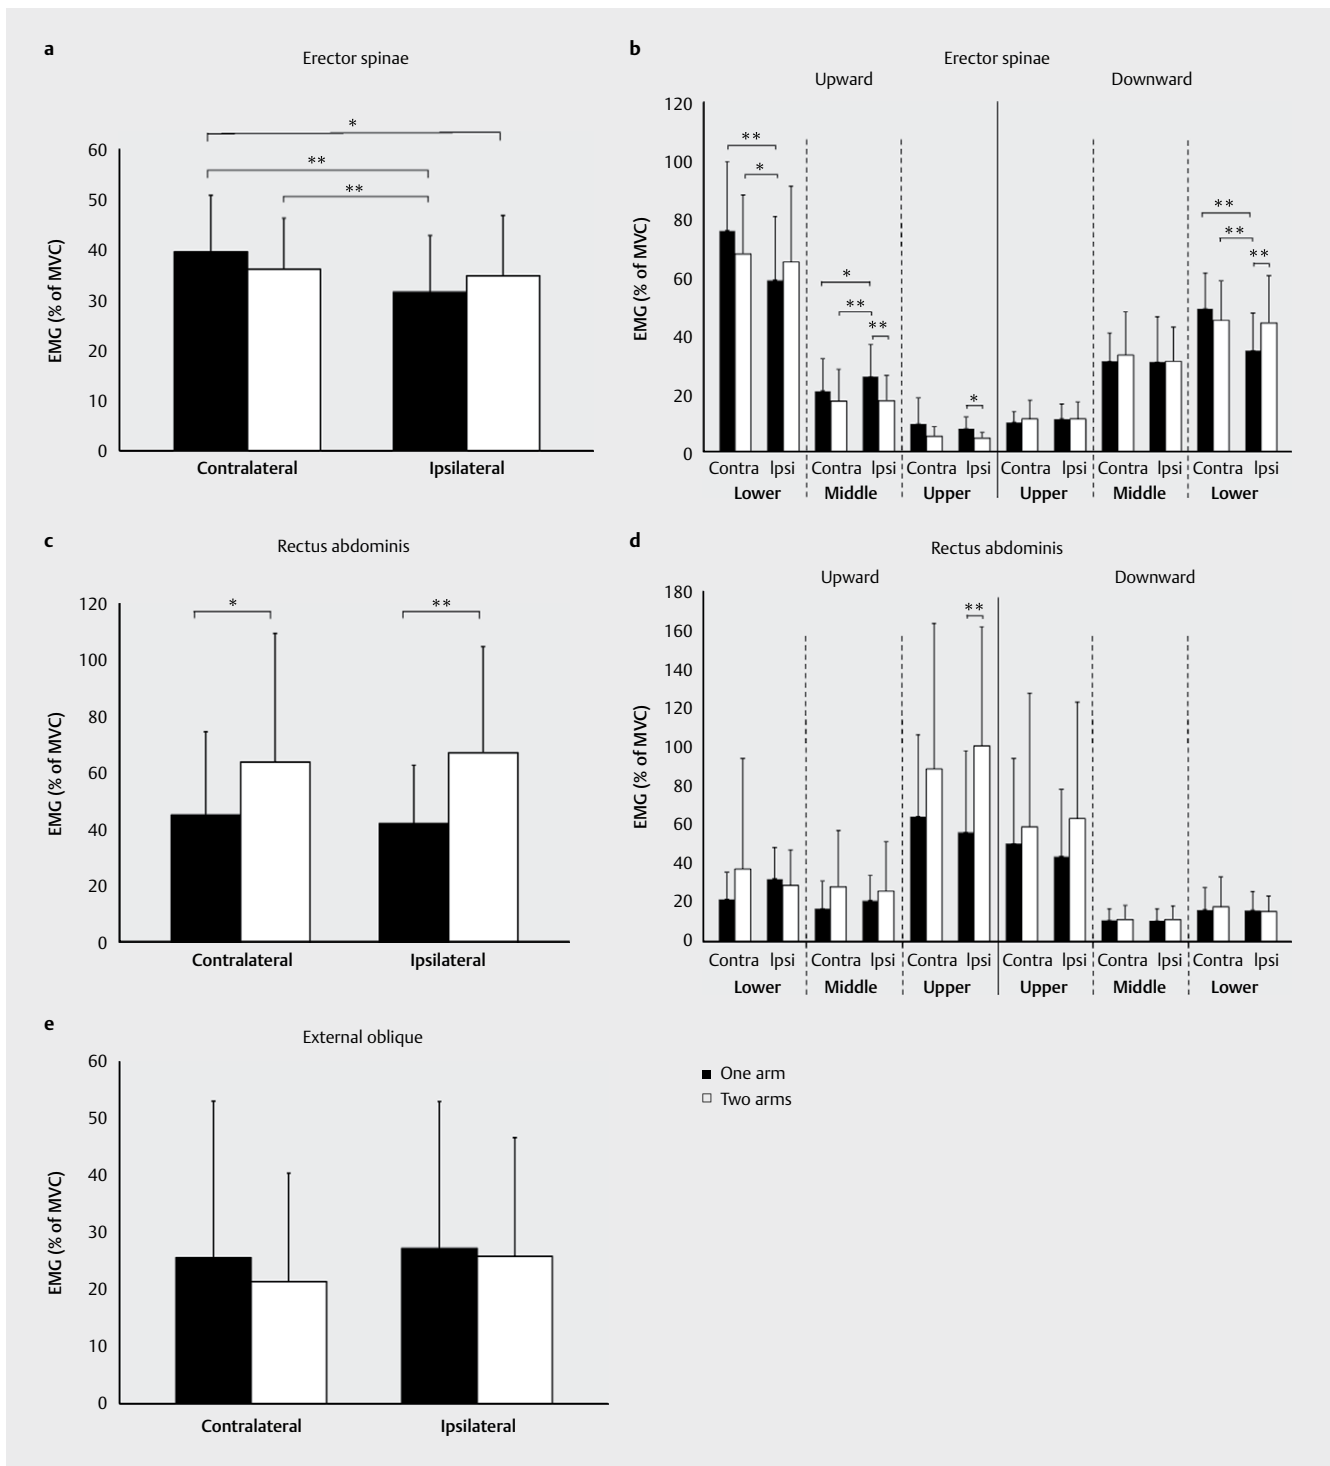 a
Erector spinae
*
**
**
60
50
40
30
20
10
0
EMG (% of MVC)
Contralateral Ipsilateral
b
Erector spinae
Upward Downward
120
100
80
60
40
20
0
EMG (% of MVC)
**
*
*
**
**
*
**
**
**
Contra Ipsi Contra Ipsi Contra Ipsi Contra Ipsi Contra Ipsi Contra Ipsi
Lower Middle Upper Upper Middle Lower
c
Rectus abdominis
* **
120
100
80
60
40
20
0
EMG (% of MVC)
Contralateral Ipsilateral
d
Rectus abdominis
Upward Downward
180
160
140
120
100
80
60
40
20
0
EMG (% of MVC)
**
Contra Ipsi Contra Ipsi Contra Ipsi Contra Ipsi Contra Ipsi Contra Ipsi
Lower Middle Upper Upper Middle Lower
e
External oblique
60
50
40
30
20
10
0
EMG (% of MVC)
Contralateral Ipsilateral
One arm
Two arms